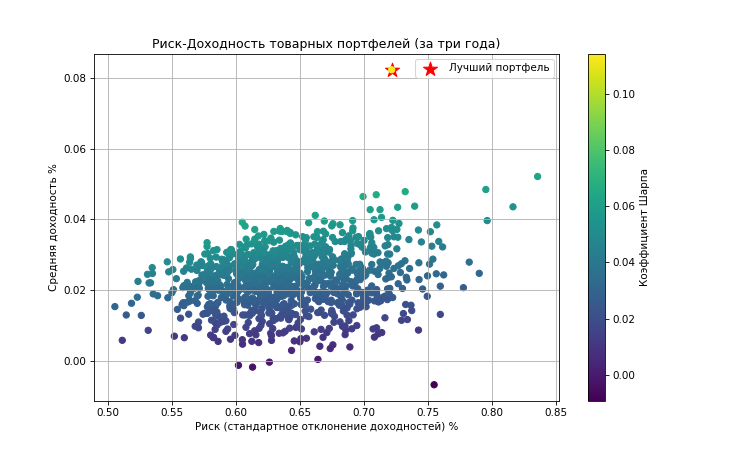 Риск-Доходность товарных портфелей (за три года)
Лучший портфель
Средняя доходность %
0.08
0.06
0.04
0.02
0.00
0.50 0.55 0.60 0.65 0.70 0.75 0.80 0.85
Риск (стандартное отклонение доходностей) %
0.10
0.08
0.06
0.04
0.02
0.00
Коэффициент Шарпа